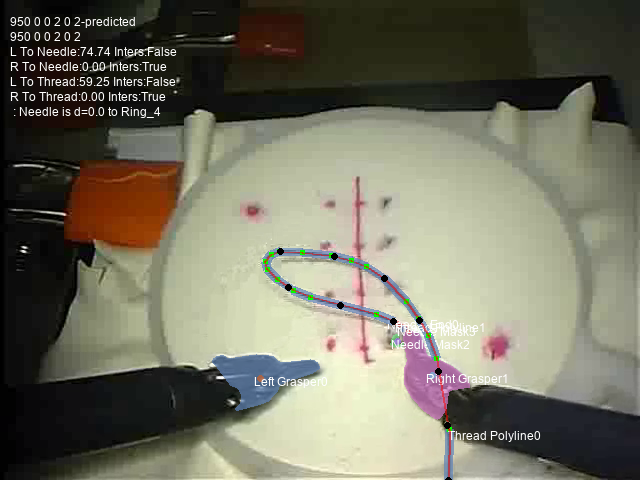 950 0 0 2 0 2-predicted
950 0 0 2 0 2
L To Needle:74.74 Inters:False
R To Needle:0.00 Inters:True
L To Thread:59.25 Inters:False
R To Thread:0.00 Inters:True
: Needle is d=0.0 to Ring_4
Needle Mask2
Left Grasper0
Right Grasper1
Thread Polyline0